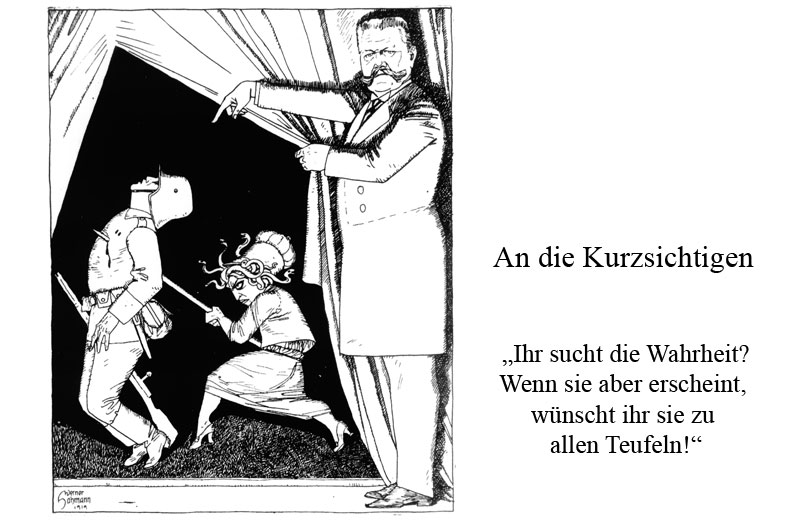 An die Kurzsichtigen
„Ihr sucht die Wahrheit?
Wenn sie aber erscheint,
wünscht ihr sie zu
allen Teufeln!“
Werner
Sahmann
1919